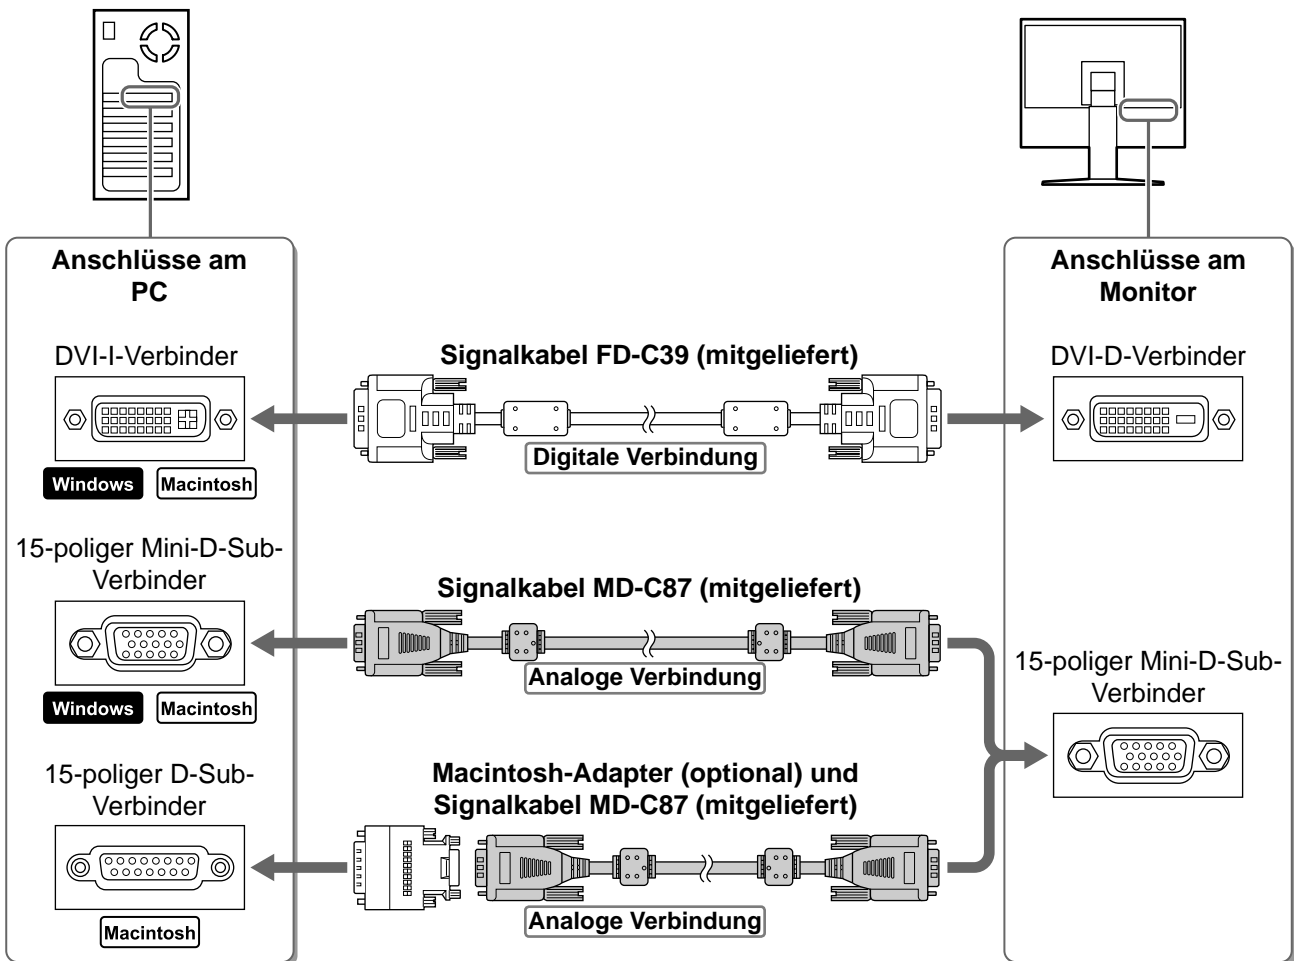 Anschlüsse am
PC
DVI-I-Verbinder
Windows Macintosh
15-poliger Mini-D-Sub-
Verbinder
Windows Macintosh
15-poliger D-Sub-
Verbinder
Macintosh
Signalkabel FD-C39 (mitgeliefert)
Digitale Verbindung
Signalkabel MD-C87 (mitgeliefert)
Analoge Verbindung
Macintosh-Adapter (optional) und
Signalkabel MD-C87 (mitgeliefert)
Analoge Verbindung
Anschlüsse am
Monitor
DVI-D-Verbinder
15-poliger Mini-D-Sub-
Verbinder